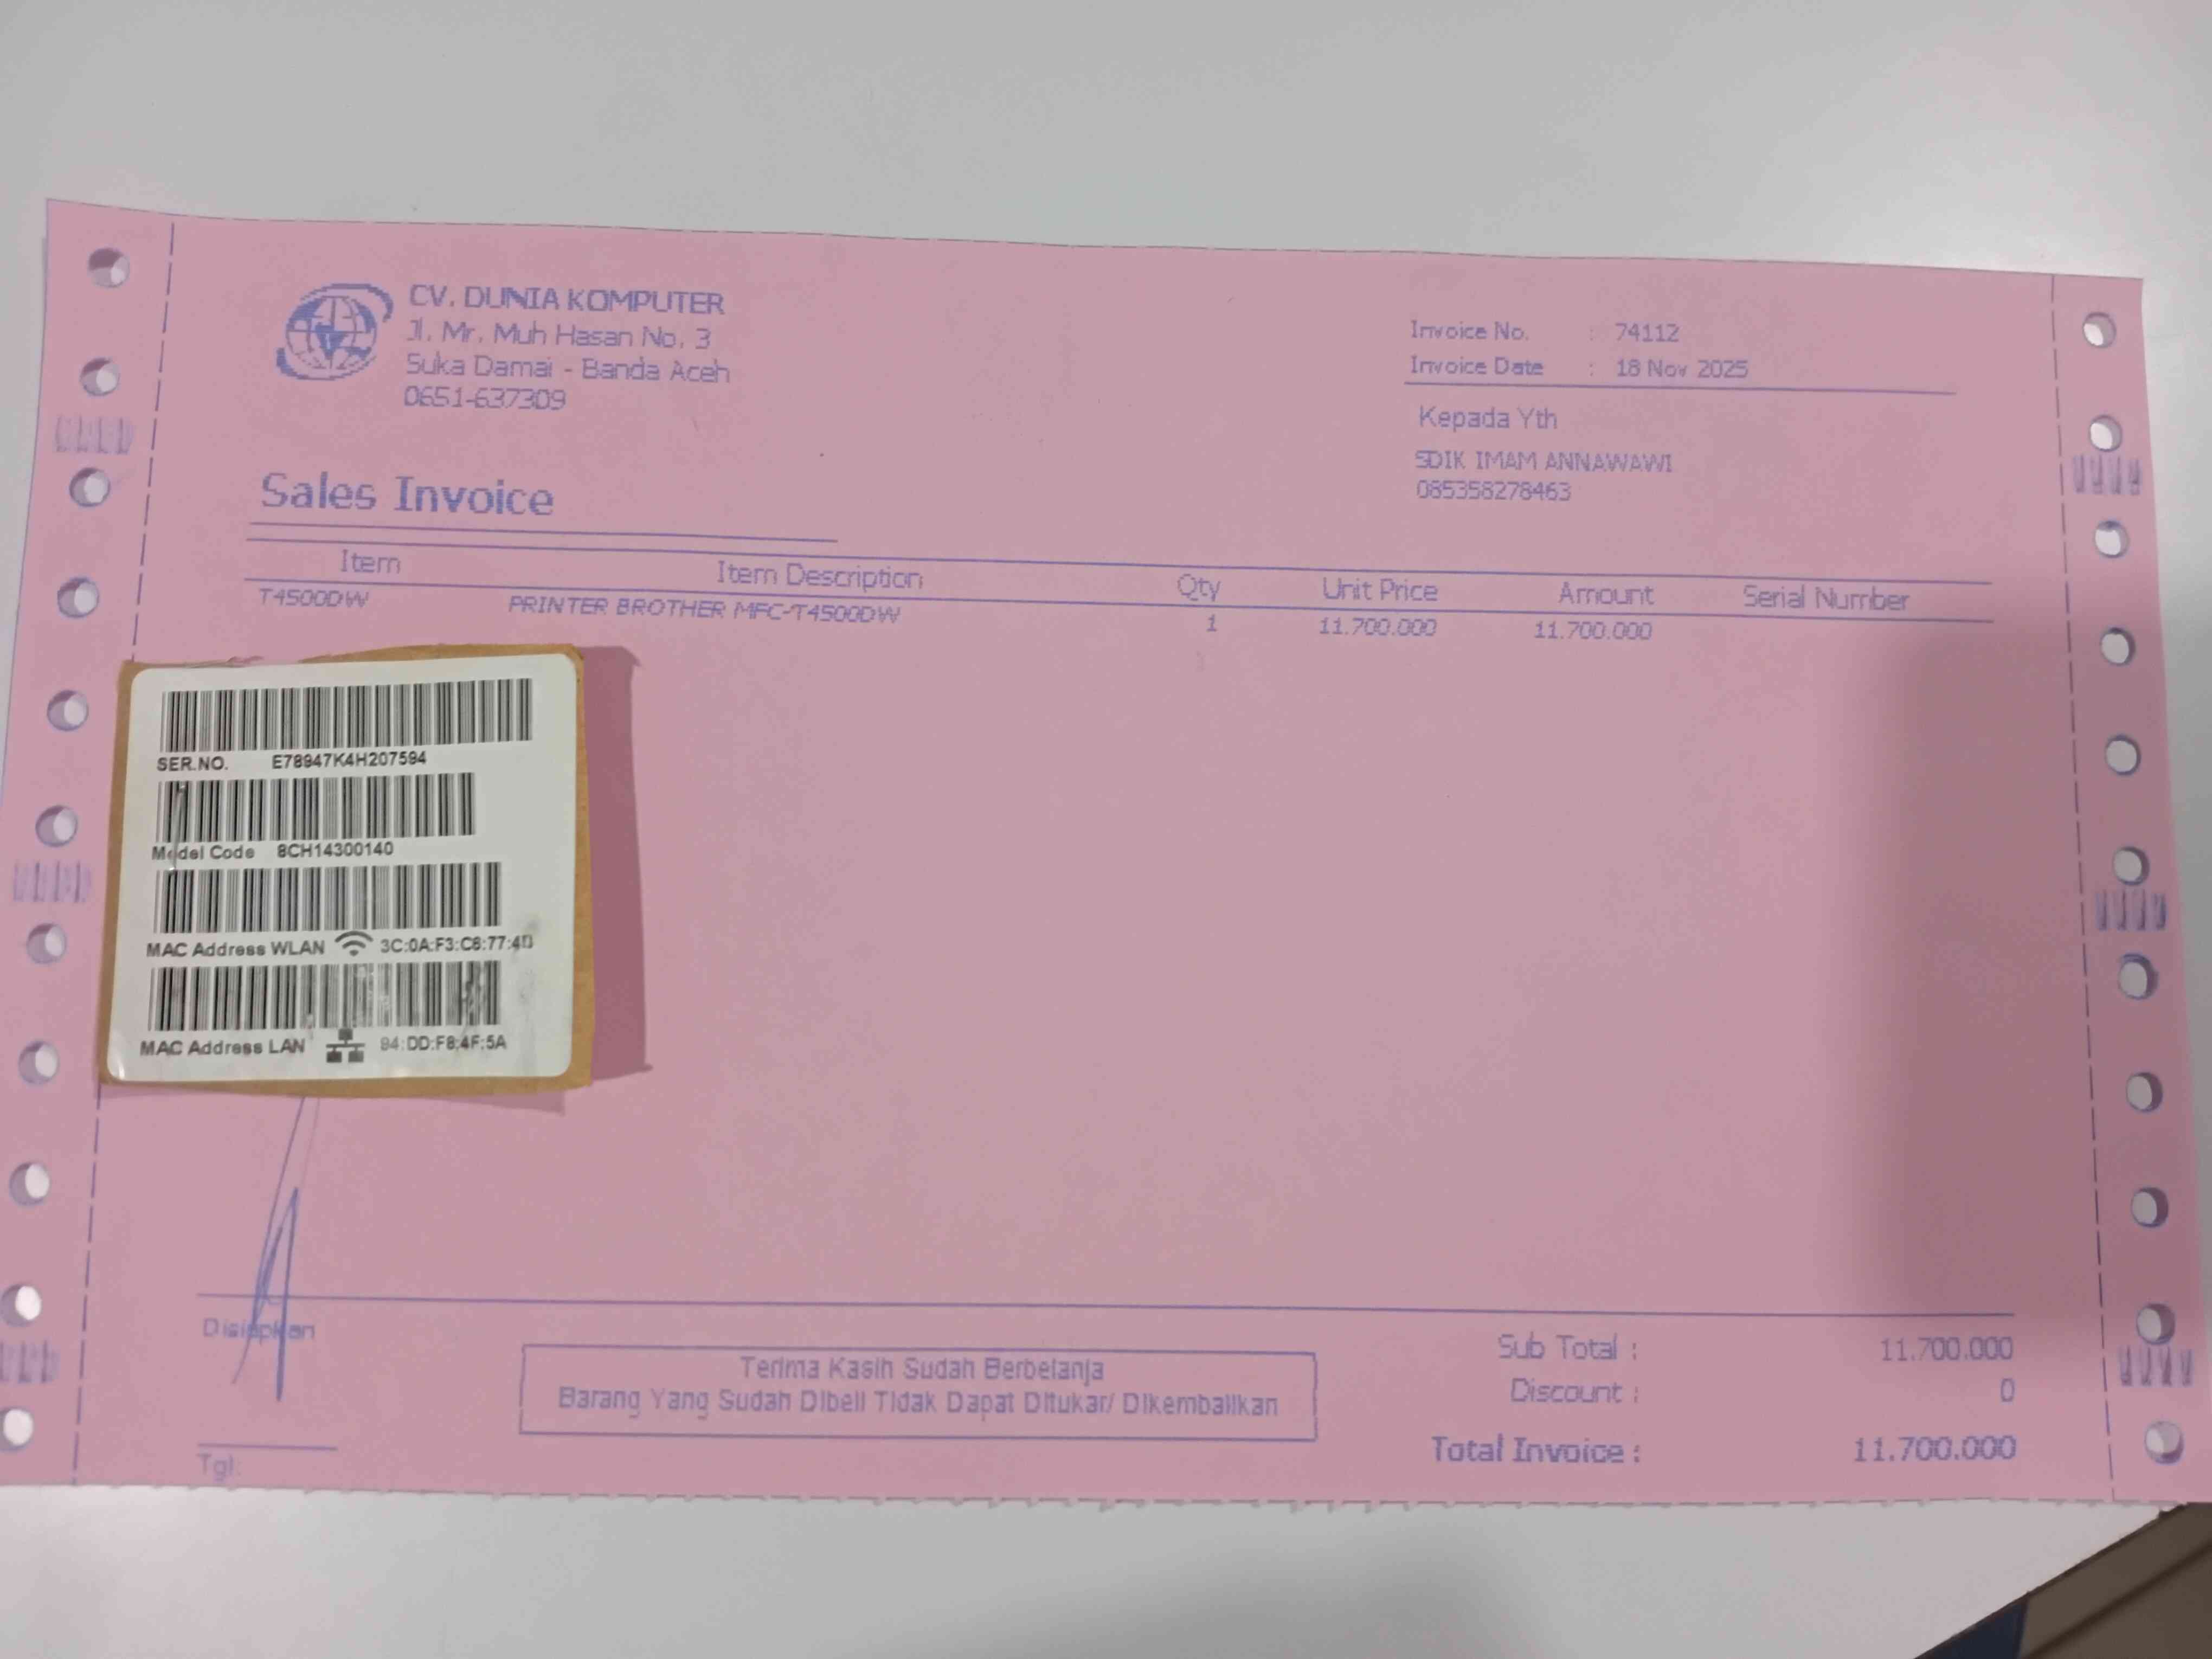 CV. DUNIA KOMPUTER
Jl. Mr. Muh Hasan No. 3
Suka Damai - Banda Aceh
0651-637309
Invoice No. : 74112
Invoice Date : 18 Nov 2025
Kepada Yth
SDIK IMAM ANNAWAWI
085358278463
Sales Invoice
Item Item Description Qty Unit Price Amount Serial Number
T4500DW PRINTER BROTHER MFC-T4500DW 1 11.700.000 11.700.000
SER.NO. E78947K4H207594
Model Code 8CH14300140
MAC Address WLAN 3C:0A:F3:C8:77:4D
MAC Address LAN 94:DD:F8:4F:5A
Disiapkan
Tgl:
Terima Kasih Sudah Berbelanja
Barang Yang Sudah Dibeli Tidak Dapat Ditukar/ Dikembalikan
Sub Total : 11.700.000
Discount : 0
Total Invoice : 11.700.000